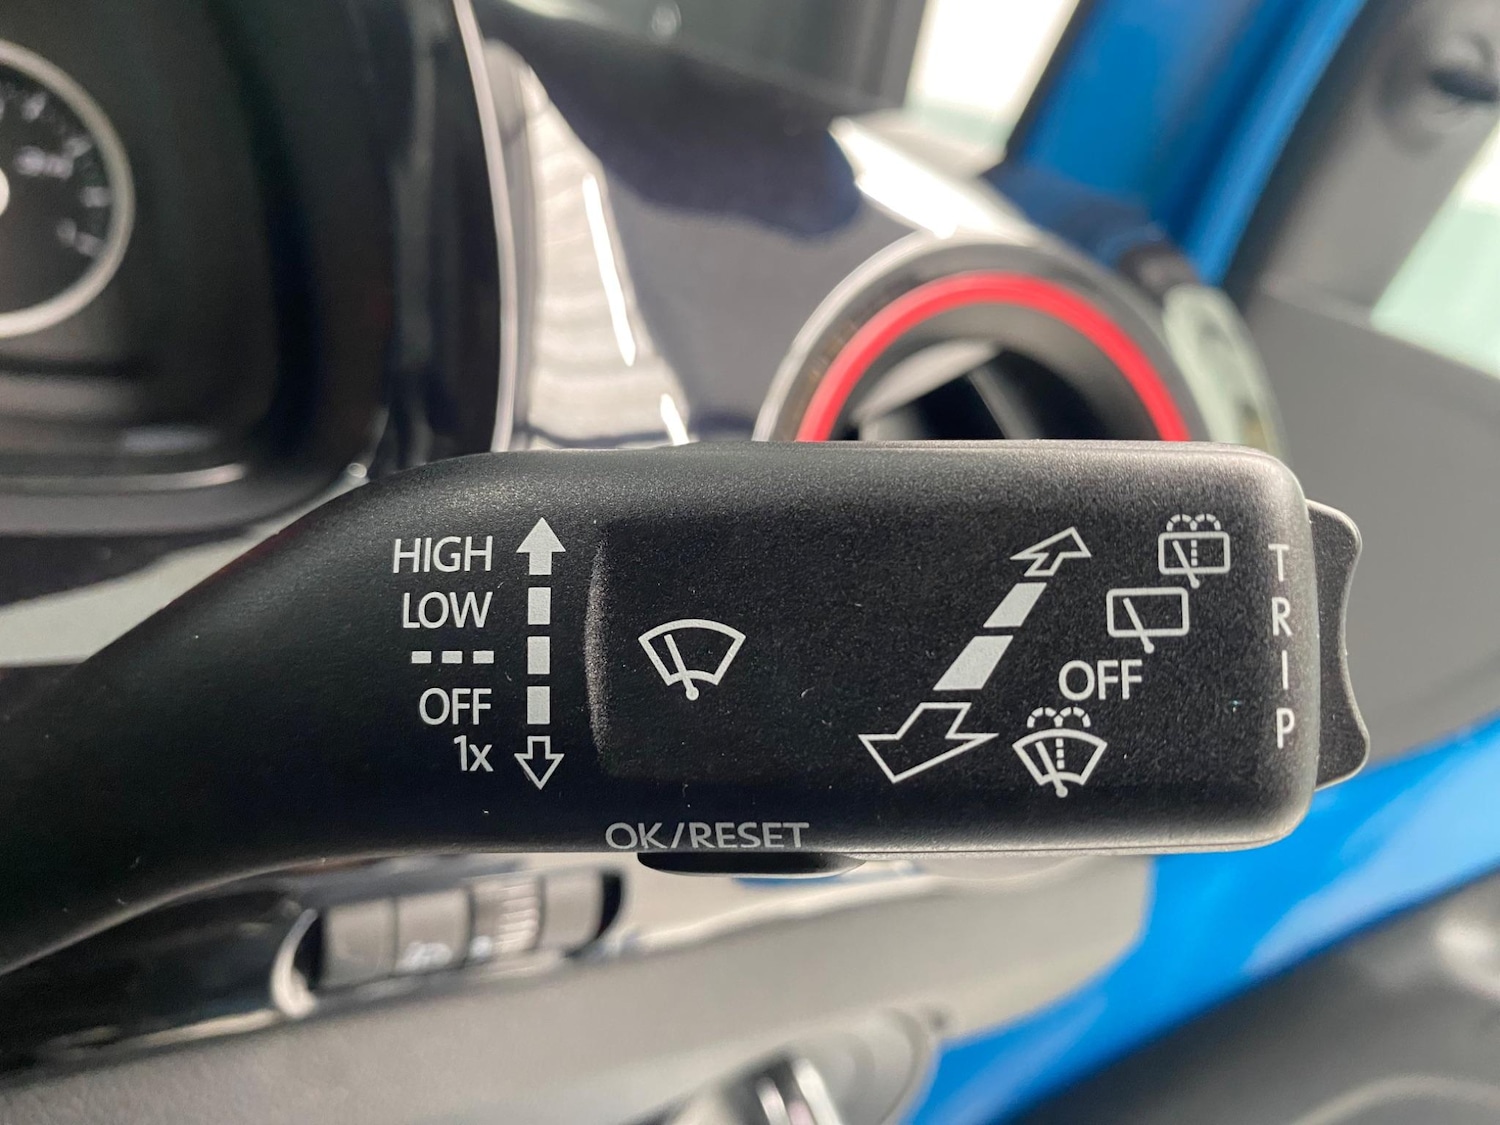 HIGH
LOW
---
OFF
1x
OFF
TRIP
OK/RESET